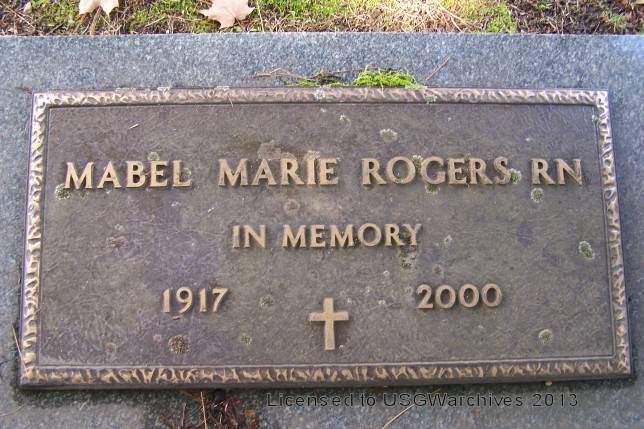 MABEL MARIE ROGERS RN
IN MEMORY
1917 2000
Licensed to USGWarchives 2013